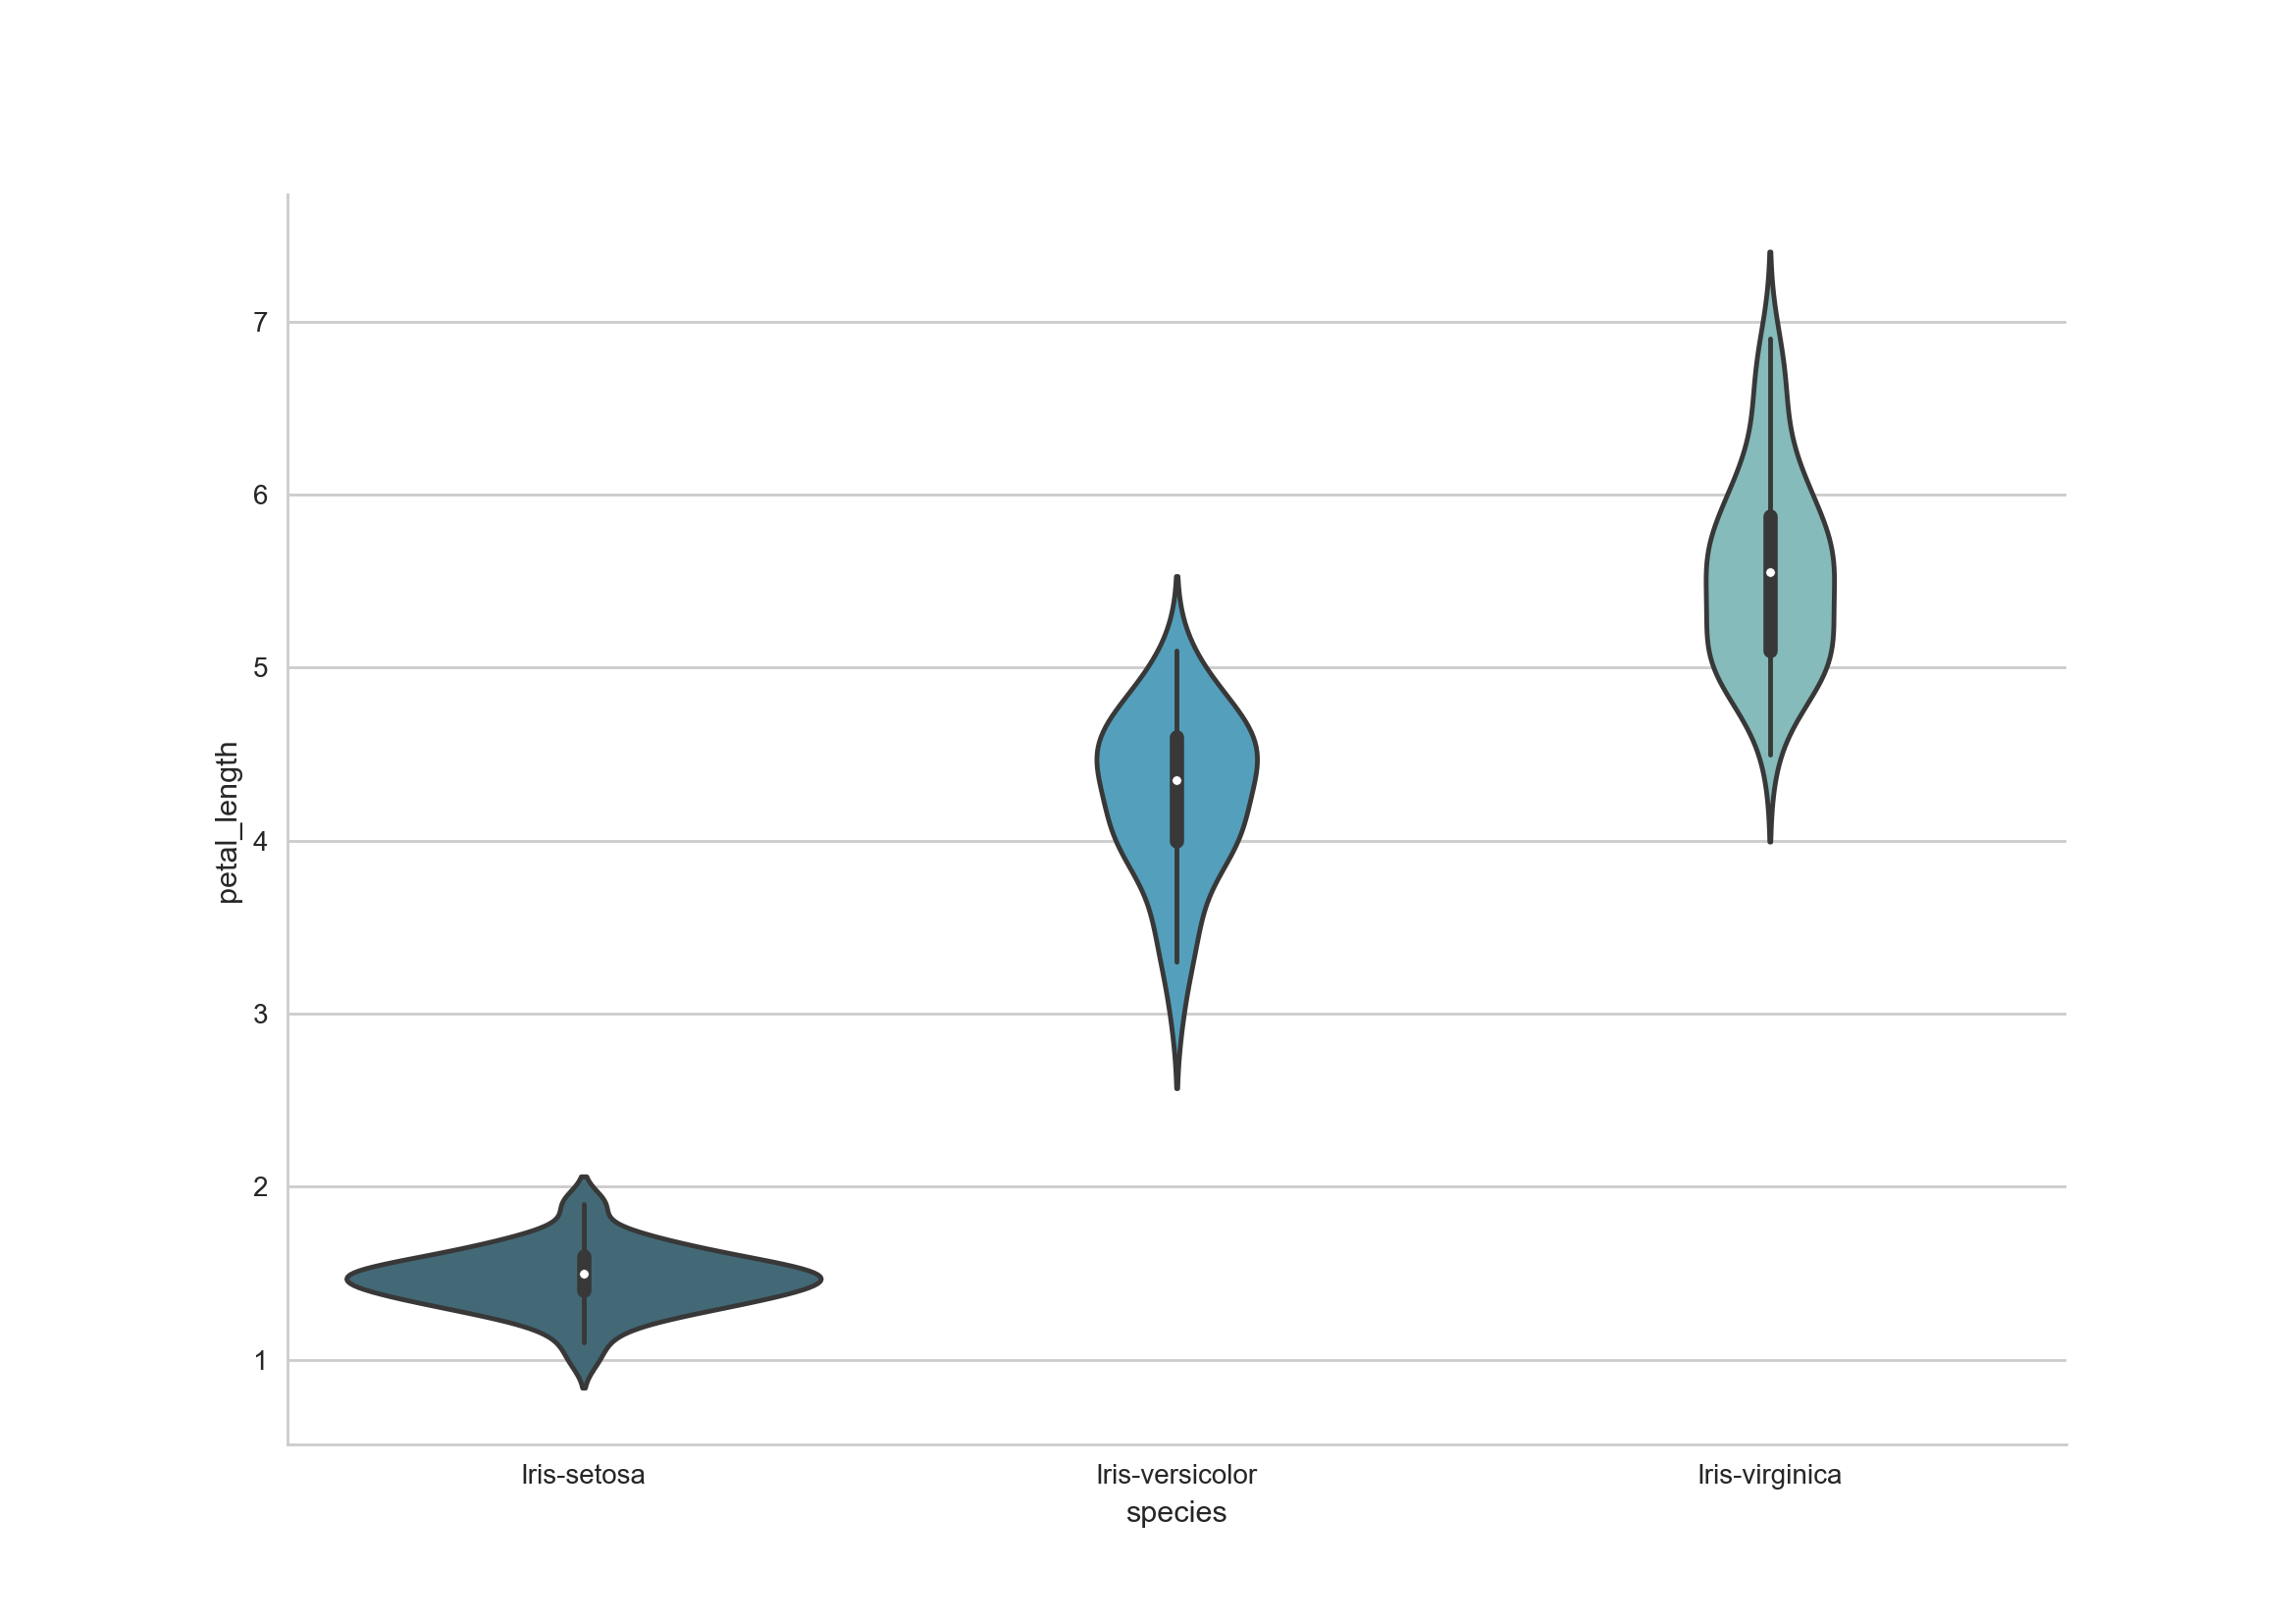 7
6
5
4
3
2
1
petal_length
Iris-setosa
Iris-versicolor
Iris-virginica
species